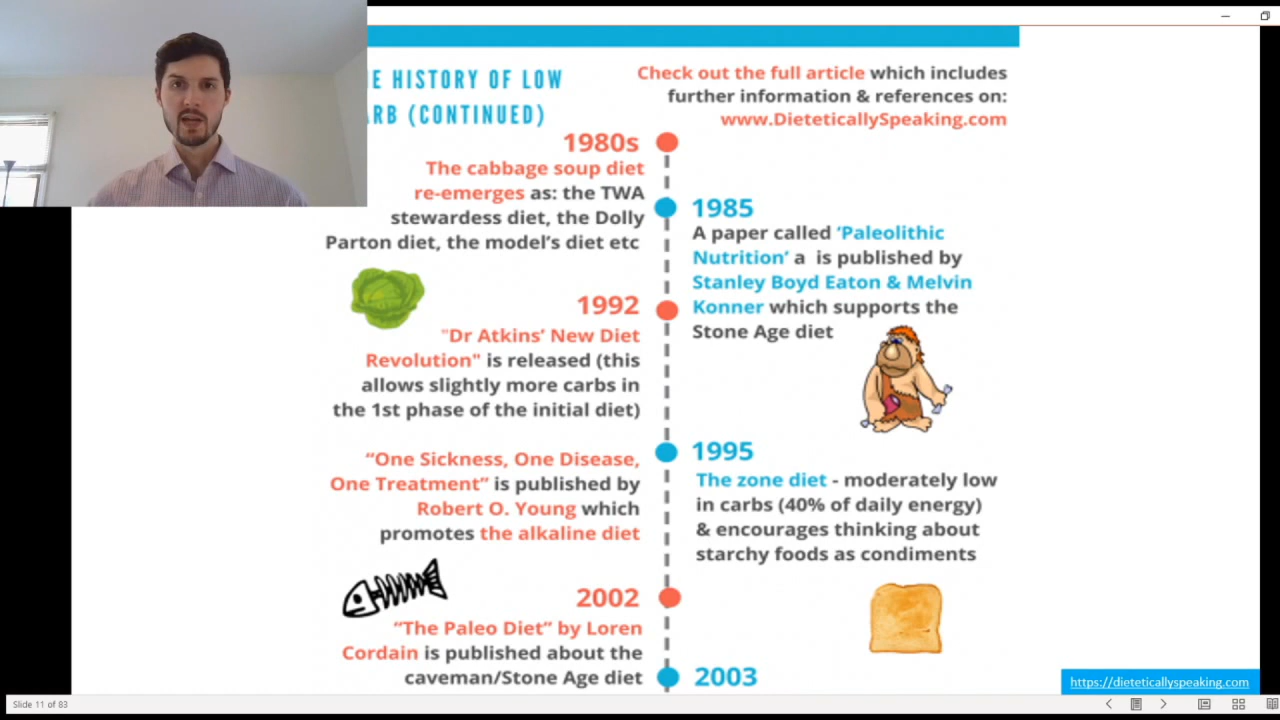 E HISTORY OF LOW
RB (CONTINUED)
Check out the full article which includes
further information & references on:
www.DieteticallySpeaking.com
1980s
The cabbage soup diet
re-emerges as: the TWA
stewardess diet, the Dolly
Parton diet, the model's diet etc
1985
A paper called 'Paleolithic
Nutrition' a is published by
Stanley Boyd Eaton & Melvin
Konner which supports the
Stone Age diet
1992
"Dr Atkins' New Diet
Revolution" is released (this
allows slightly more carbs in
the 1st phase of the initial diet)
“One Sickness, One Disease,
One Treatment” is published by
Robert O. Young which
promotes the alkaline diet
1995
The zone diet - moderately low
in carbs (40% of daily energy)
& encourages thinking about
starchy foods as condiments
2002
“The Paleo Diet” by Loren
Cordain is published about the
caveman/Stone Age diet
2003
https://dieteticallyspeaking.com
Slide 11 of 83